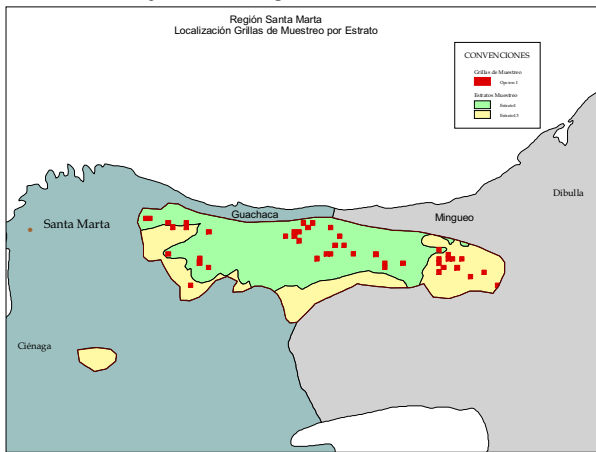 Región Santa Marta
Localización Grillas de Muestreo por Estrato
CONVENCIONES
Grillas de Muestreo
Opcion I
Estratos Muestreo
Dibulla
Guachaca
Mingueo
Santa Marta
Ciénaga